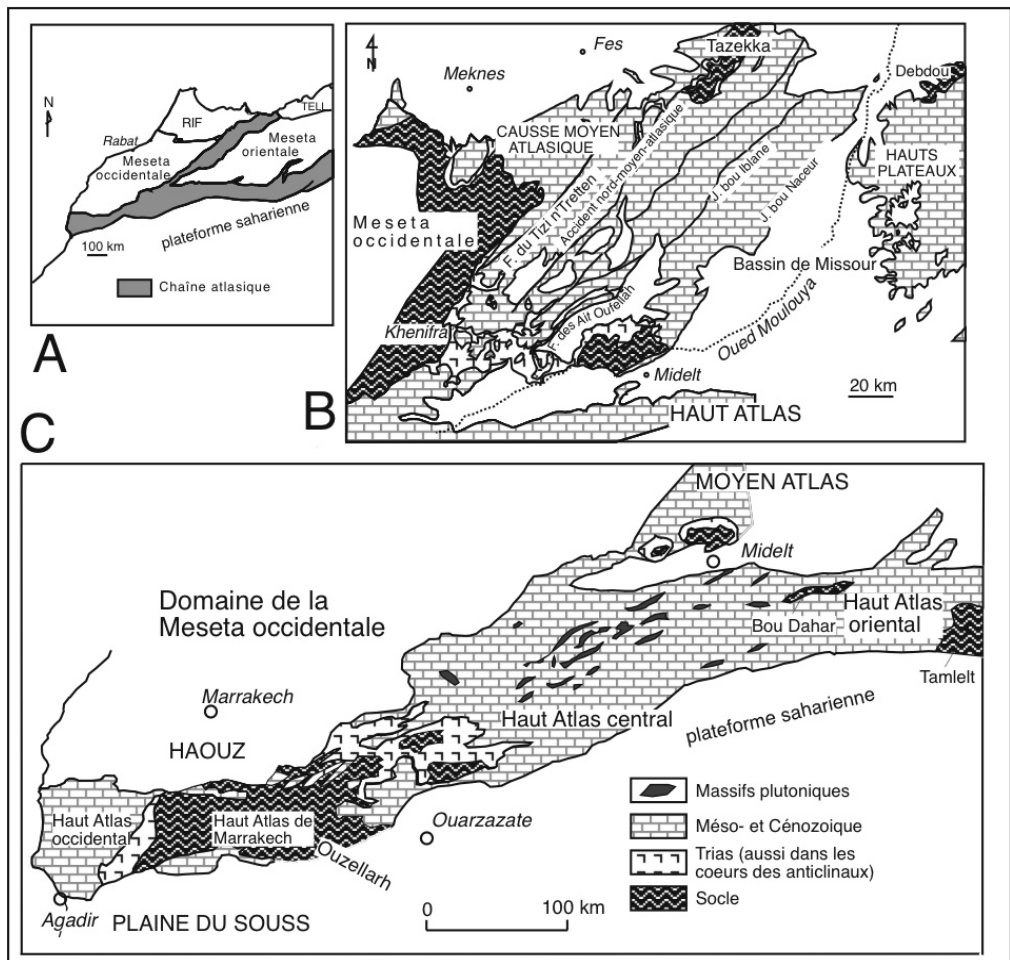 A
N
RIF
TELL
Rabat
Meseta
occidentale
Meseta
orientale
plateforme saharienne
100 km
Chaîne atlasique
B
N
Fes
Meknes
Tazekka
Debdou
CAUSSE MOYEN
ATLASIQUE
HAUTS
PLATEAUX
Meseta
occidentale
F. du Tizi n'Tretten
Accident nord-moyen-atlasique
J. bou Iblane
J. bou Naceur
Bassin de Missour
Oued Moulouya
Khenifra
F. des Ait Oufellah
Midelt
20 km
HAUT ATLAS
C
MOYEN ATLAS
Midelt
Domaine de la
Meseta occidentale
Bou Dahar
Haut Atlas
oriental
Tamlelt
Marrakech
Haut Atlas central
plateforme saharienne
HAOUZ
Haut Atlas
occidental
Haut Atlas de
Marrakech
Ouzellarh
Ouarzazate
Agadir
PLAINE DU SOUSS
0
100 km
Massifs plutoniques
Méso- et Cénozoique
Trias (aussi dans les
coeurs des anticlinaux)
Socle